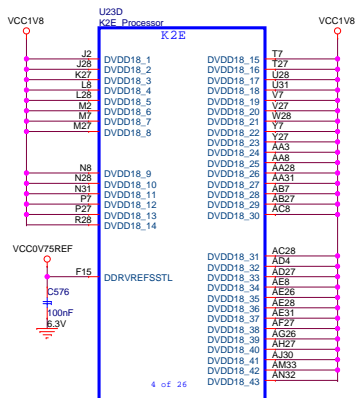 U23D
K2E_Processor
K2E
VCC1V8
VCC1V8
J2 DVDD18_1
J28 DVDD18_2
K27 DVDD18_3
L8 DVDD18_4
L28 DVDD18_5
M2 DVDD18_6
M7 DVDD18_7
M27 DVDD18_8
N8 DVDD18_9
N28 DVDD18_10
N31 DVDD18_11
P7 DVDD18_12
P27 DVDD18_13
R28 DVDD18_14
VCC0V75REF
F15 DDRVREFSSTL
C576
100nF
6.3V
DVDD18_15 T7
DVDD18_16 T27
DVDD18_17 U28
DVDD18_18 U31
DVDD18_19 V7
DVDD18_20 V27
DVDD18_21 W28
DVDD18_22 Y7
DVDD18_23 Y27
DVDD18_24 AA3
DVDD18_25 AA8
DVDD18_26 AA28
DVDD18_27 AA31
DVDD18_28 AB7
DVDD18_29 AB27
DVDD18_30 AC8
DVDD18_31 AC28
DVDD18_32 AD4
DVDD18_33 AD27
DVDD18_34 AE8
DVDD18_35 AE26
DVDD18_36 AE28
DVDD18_37 AE31
DVDD18_38 AF27
DVDD18_39 AG26
DVDD18_40 AH27
DVDD18_41 AJ30
DVDD18_42 AM33
DVDD18_43 AN32
4 of 26